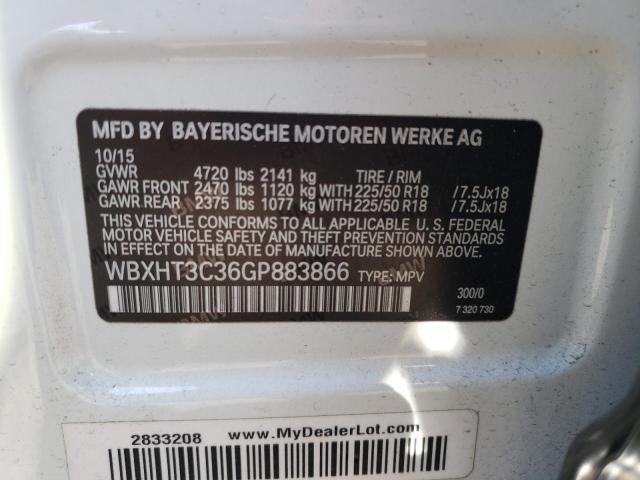 MFD BY BAYERISCHE MOTOREN WERKE AG
10/15
GVWR 4720 lbs 2141 kg TIRE / RIM
GAWR FRONT 2470 lbs 1120 kg WITH 225/50 R18 /7.5Jx18
GAWR REAR 2375 lbs 1077 kg WITH 225/50 R18 /7.5Jx18
THIS VEHICLE CONFORMS TO ALL APPLICABLE U.S. FEDERAL
MOTOR VEHICLE SAFETY AND THEFT PREVENTION STANDARDS
IN EFFECT ON THE DATE OF MANUFACTURE SHOWN ABOVE.
WBXHT3C36GP883866 TYPE: MPV
300/0
7 320 730
2833208 www.MyDealerLot.com